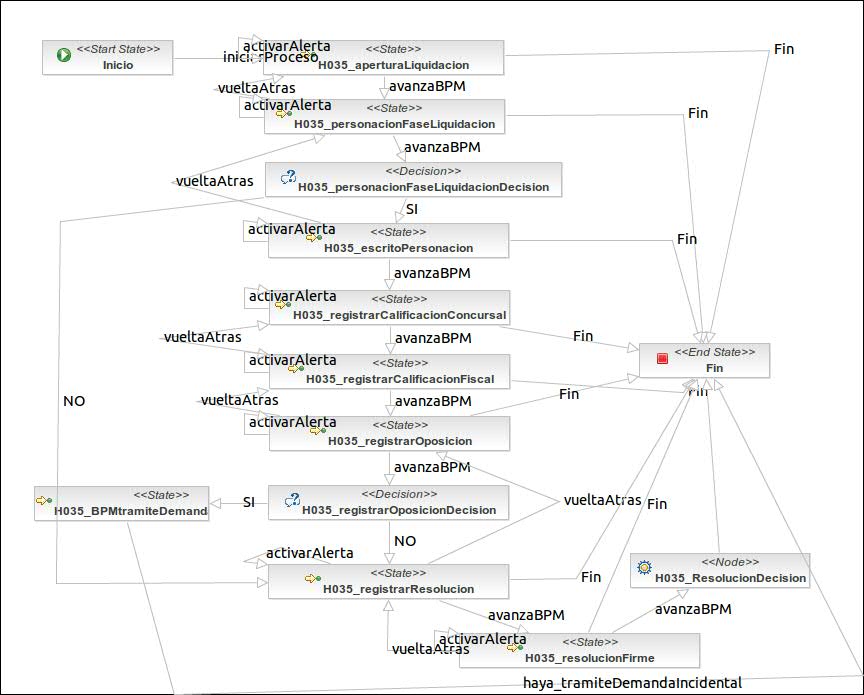 <<Start State>>
Inicio
iniciarProceso
activarAlerta
<<State>>
H035_aperturaLiquidacion
Fin
vueltaAtras
avanzaBPM
activarAlerta
<<State>>
H035_personacionFaseLiquidacion
Fin
avanzaBPM
<<Decision>>
H035_personacionFaseLiquidacionDecision
vueltaAtras
SI
activarAlerta
<<State>>
H035_escritoPersonacion
Fin
avanzaBPM
activarAlerta
<<State>>
H035_registrarCalificacionConcursal
vueltaAtras
avanzaBPM
Fin
<<End State>>
Fin
activarAlerta
<<State>>
H035_registrarCalificacionFiscal
Fin
NO
vueltaAtras
avanzaBPM
Fin
activarAlerta
<<State>>
H035_registrarOposicion
avanzaBPM
<<State>>
H035_BPMtramiteDemand
SI
<<Decision>>
H035_registrarOposicionDecision
vueltaAtras
Fin
NO
activarAlerta
<<State>>
H035_registrarResolucion
Fin
<<Node>>
H035_ResolucionDecision
avanzaBPM
avanzaBPM
vueltaAtras
activarAlerta
<<State>>
H035_resolucionFirme
haya_tramiteDemandaIncidental